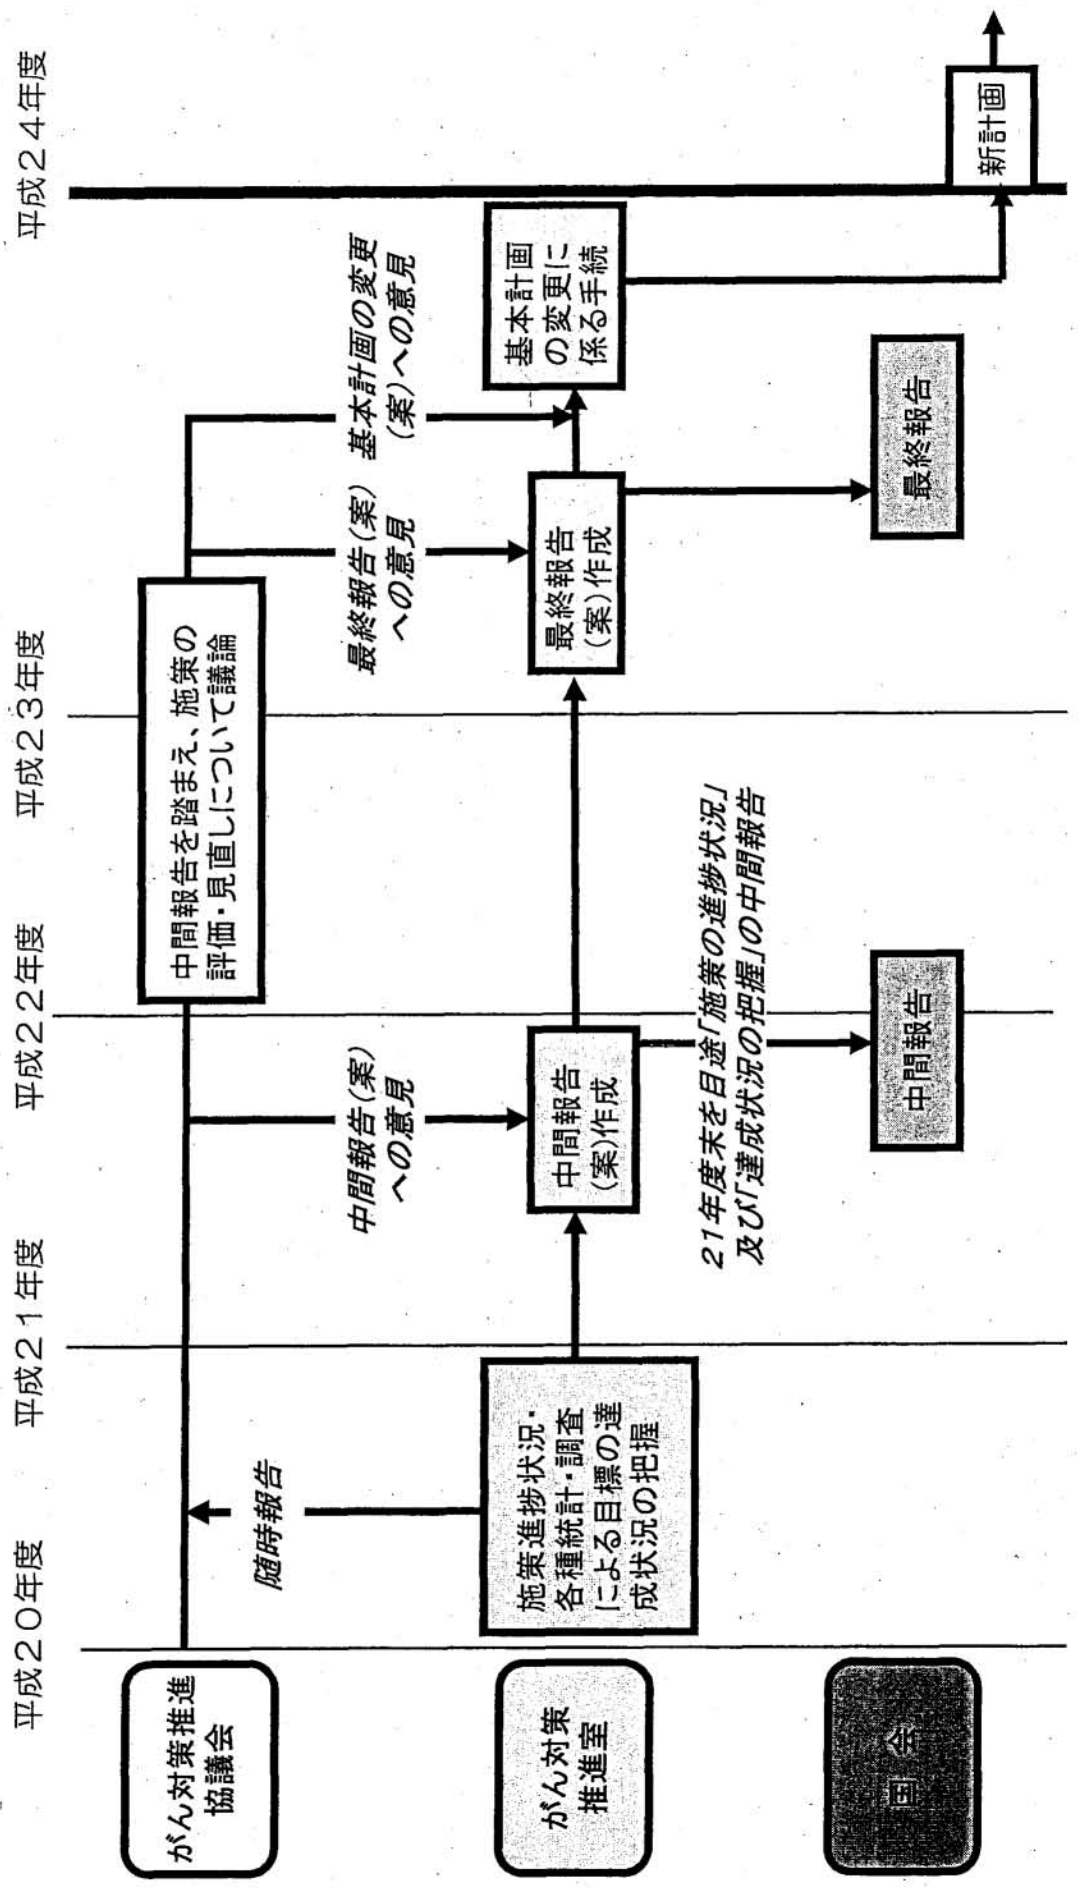 平成20年度
平成21年度
平成22年度
平成23年度
平成24年度
がん対策推進
協議会
中間報告を踏まえ、施策の
評価・見直しについて議論
随時報告
中間報告(案)
への意見
最終報告(案)
への意見
基本計画の変更
(案)への意見
がん対策
推進室
施策進捗状況・
各種統計・調査
による目標の達
成状況の把握
中間報告
(案)作成
最終報告
(案)作成
基本計画
の変更に
係る手続
21年度末を目途「施策の進捗状況」
及び「達成状況の把握」の中間報告
国会
中間報告
最終報告
新計画